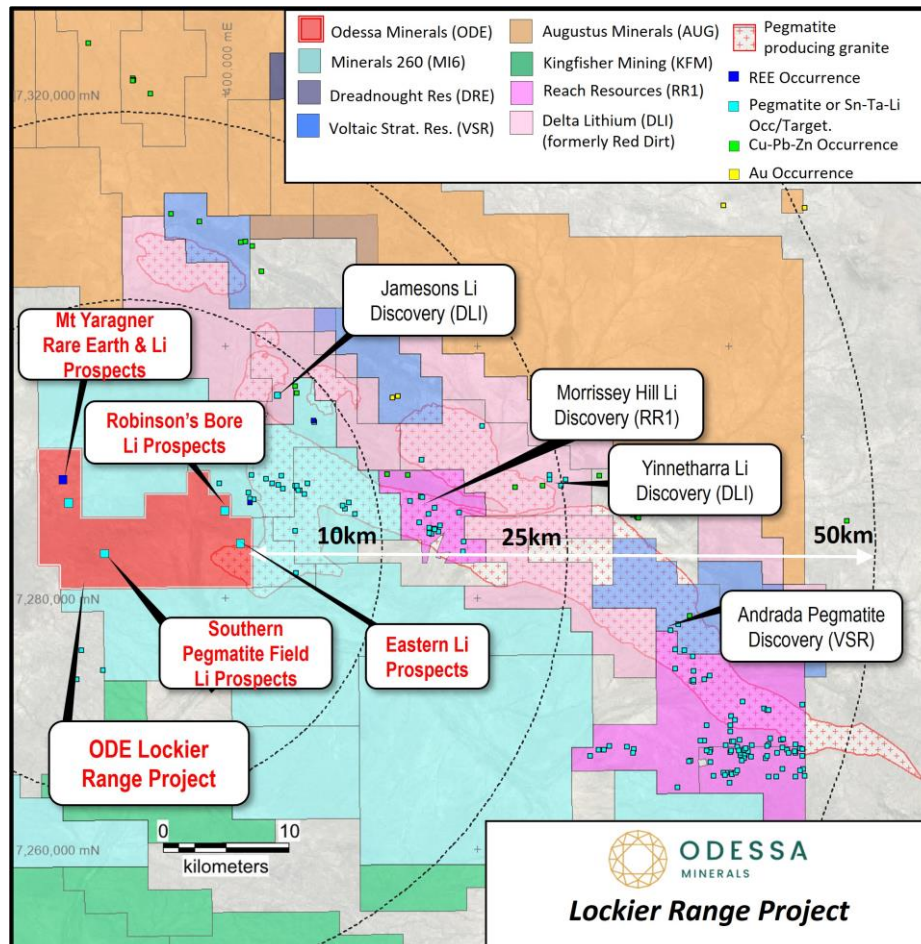 Odessa Minerals (ODE)
Minerals 260 (MI6)
Dreadnought Res (DRE)
Voltaic Strat. Res. (VSR)
Augustus Minerals (AUG)
Kingfisher Mining (KFM)
Reach Resources (RR1)
Delta Lithium (DLI)
(formerly Red Dirt)
Pegmatite
producing granite
REE Occurrence
Pegmatite or Sn-Ta-Li
Occ/Target.
Cu-Pb-Zn Occurrence
Au Occurrence
400,000 mE
7,320,000 mN
Jamesons Li
Discovery (DLI)
Mt Yaragner
Rare Earth & Li
Prospects
Morrissey Hill Li
Discovery (RR1)
Robinson's Bore
Li Prospects
Yinnetharra Li
Discovery (DLI)
10km
25km
50km
7,280,000 mN
Andrada Pegmatite
Discovery (VSR)
Southern
Pegmatite Field
Li Prospects
Eastern Li
Prospects
ODE Lockier
Range Project
0
10
kilometers
7,260,000 mN
ODESSA
MINERALS
Lockier Range Project